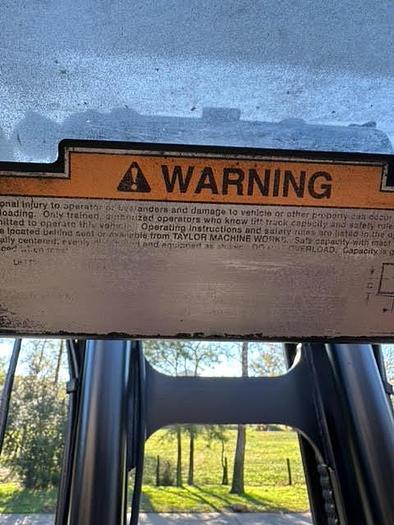 WARNING
onal injury to operator or bystanders and damage to vehicle or other property can occur
loading. Only trained, authorized operators who know lift truck capacity and safety rules
mitted to operate this vehicle. Operating instructions and safety rules are listed in the o
located behind seat or available from TAYLOR MACHINE WORKS. Safe capacity with mast
ally centered, evenly and equipped as shown. DO OVERLOAD. Capacity is